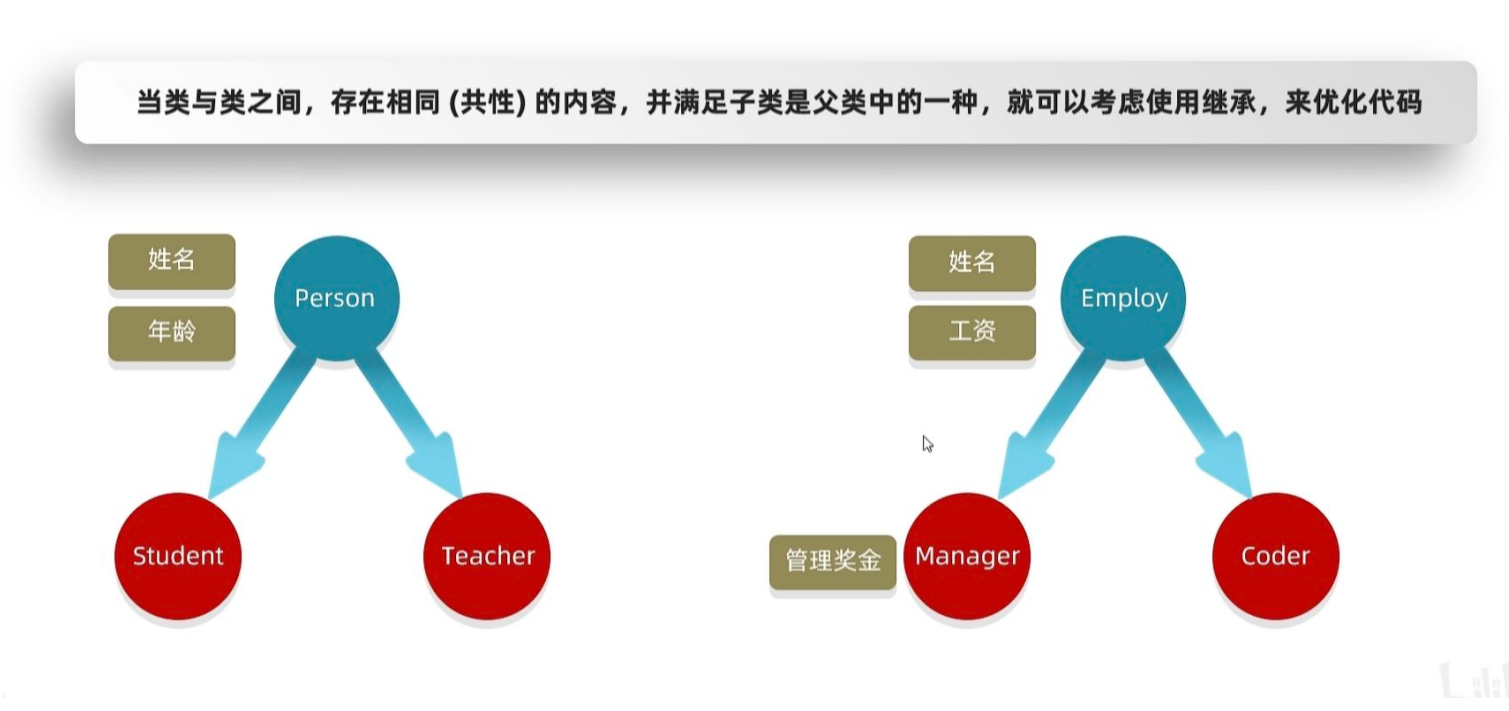 当类与类之间，存在相同 (共性) 的内容，并满足子类是父类中的一种，就可以考虑使用继承，来优化代码
姓名
年龄
Person
Student
Teacher
姓名
工资
Employ
管理奖金
Manager
Coder